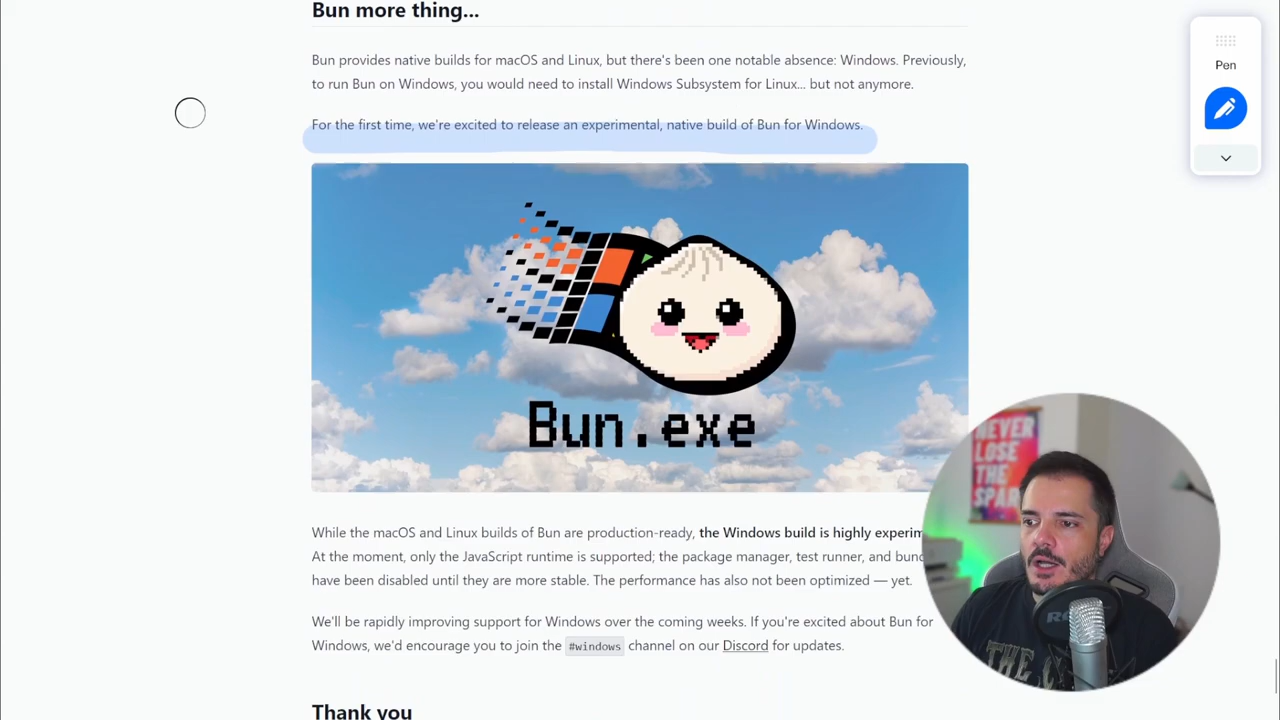 Bun more thing...
Bun provides native builds for macOS and Linux, but there's been one notable absence: Windows. Previously,
to run Bun on Windows, you would need to install Windows Subsystem for Linux... but not anymore.
For the first time, we're excited to release an experimental, native build of Bun for Windows.
Pen
Bun.exe
NEVER
LOSE
THE
While the macOS and Linux builds of Bun are production-ready, the Windows build is highly
At the moment, only the JavaScript runtime is supported; the package manager, test runner, and
have been disabled until they are more stable. The performance has also not been optimized — yet.
We'll be rapidly improving support for Windows over the coming weeks. If you're excited about Bun for
Windows, we'd encourage you to join the #windows channel on our Discord for updates.
THE
Thank you